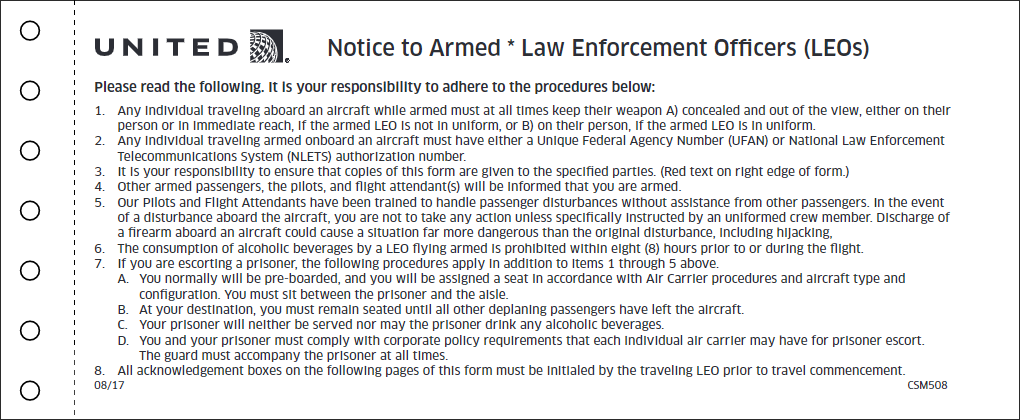 UNITED
Notice to Armed * Law Enforcement Officers (LEOs)
Please read the following. It is your responsibility to adhere to the procedures below:
1. Any individual traveling aboard an aircraft while armed must at all times keep their weapon A) concealed and out of the view, either on their
person or in immediate reach, if the armed LEO is not in uniform, or B) on their person, if the armed LEO is in uniform.
2. Any individual traveling armed onboard an aircraft must have either a Unique Federal Agency Number (UFAN) or National Law Enforcement
Telecommunications System (NLETS) authorization number.
3. It is your responsibility to ensure that copies of this form are given to the specified parties. (Red text on right edge of form.)
4. Other armed passengers, the pilots, and flight attendant(s) will be informed that you are armed.
5. Our Pilots and Flight Attendants have been trained to handle passenger disturbances without assistance from other passengers. In the event
of a disturbance aboard the aircraft, you are not to take any action unless specifically instructed by an uniformed crew member. Discharge of
a firearm aboard an aircraft could cause a situation far more dangerous than the original disturbance, including hijacking,
6. The consumption of alcoholic beverages by a LEO flying armed is prohibited within eight (8) hours prior to or during the flight.
7. If you are escorting a prisoner, the following procedures apply in addition to items 1 through 5 above.
A. You normally will be pre-boarded, and you will be assigned a seat in accordance with Air Carrier procedures and aircraft type and
configuration. You must sit between the prisoner and the aisle.
B. At your destination, you must remain seated until all other deplaning passengers have left the aircraft.
C. Your prisoner will neither be served nor may the prisoner drink any alcoholic beverages.
D. You and your prisoner must comply with corporate policy requirements that each individual air carrier may have for prisoner escort.
The guard must accompany the prisoner at all times.
8. All acknowledgement boxes on the following pages of this form must be initialed by the traveling LEO prior to travel commencement.
08/17 CSM508